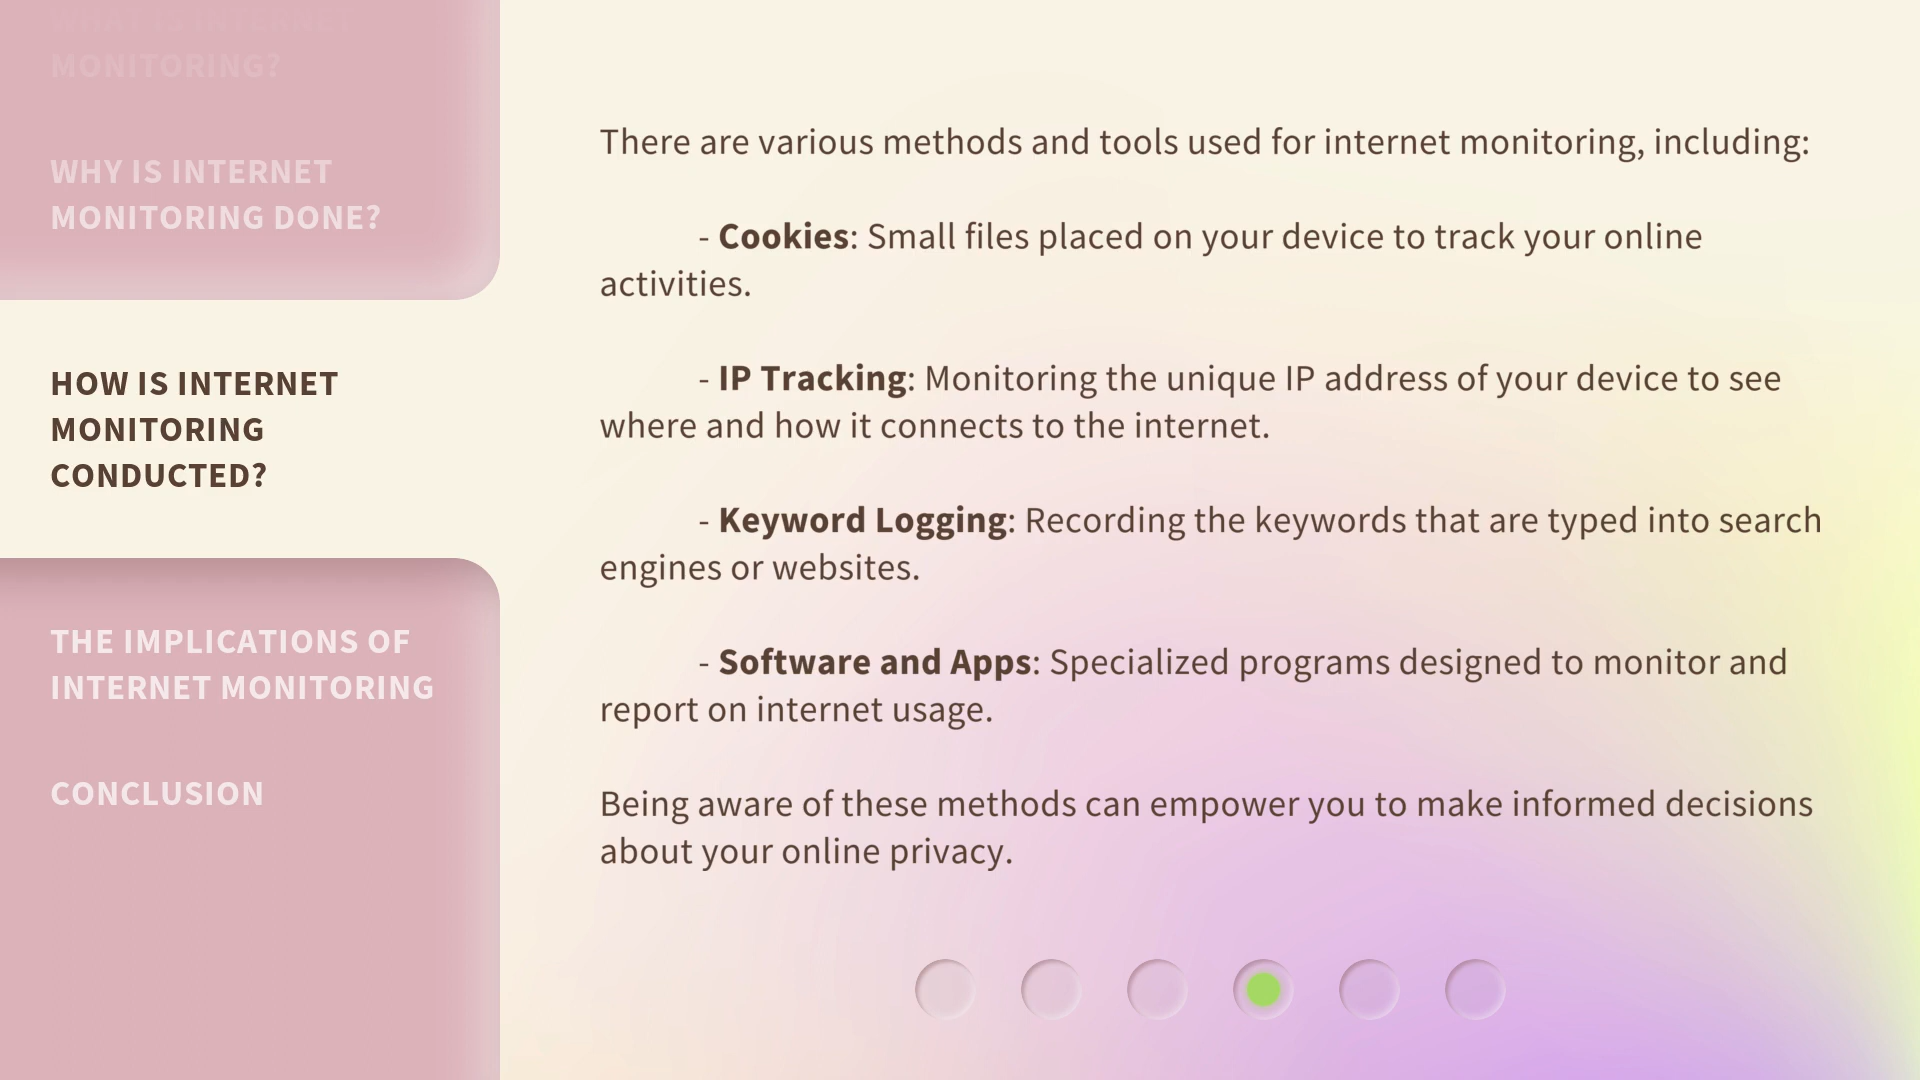 WHAT IS INTERNET
MONITORING?
WHY IS INTERNET
MONITORING DONE?
HOW IS INTERNET
MONITORING
CONDUCTED?
THE IMPLICATIONS OF
INTERNET MONITORING
CONCLUSION
There are various methods and tools used for internet monitoring, including:
- Cookies: Small files placed on your device to track your online
activities.
- IP Tracking: Monitoring the unique IP address of your device to see
where and how it connects to the internet.
- Keyword Logging: Recording the keywords that are typed into search
engines or websites.
- Software and Apps: Specialized programs designed to monitor and
report on internet usage.
Being aware of these methods can empower you to make informed decisions
about your online privacy.